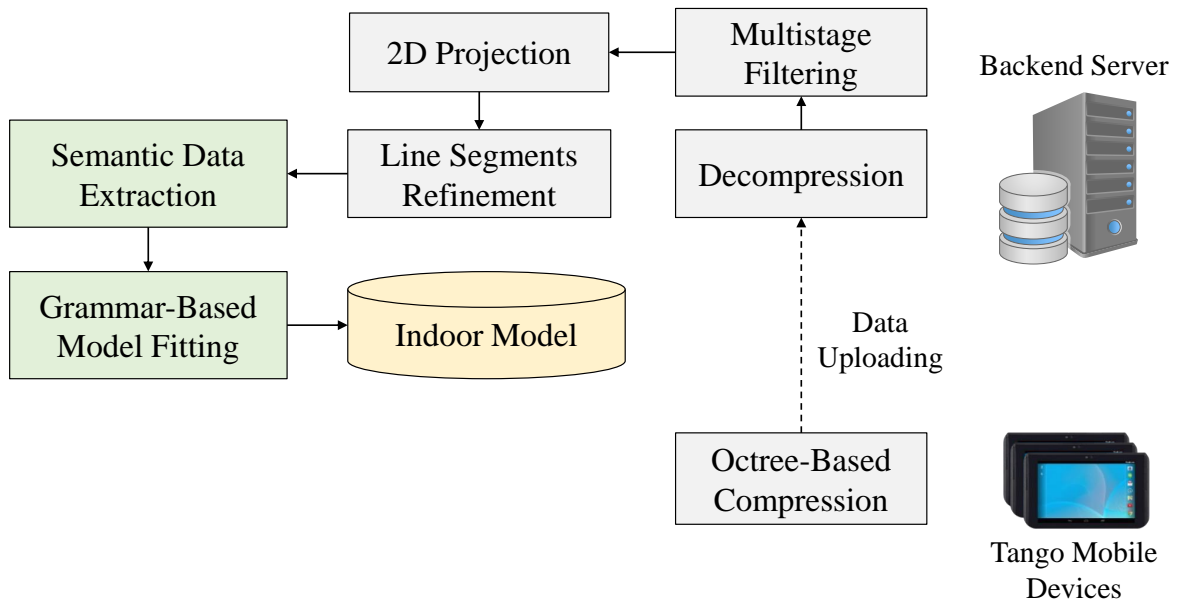 2D Projection
Multistage
Filtering
Backend Server
Semantic Data
Extraction
Line Segments
Refinement
Decompression
Grammar-Based
Model Fitting
Indoor Model
Data
Uploading
Octree-Based
Compression
Tango Mobile
Devices